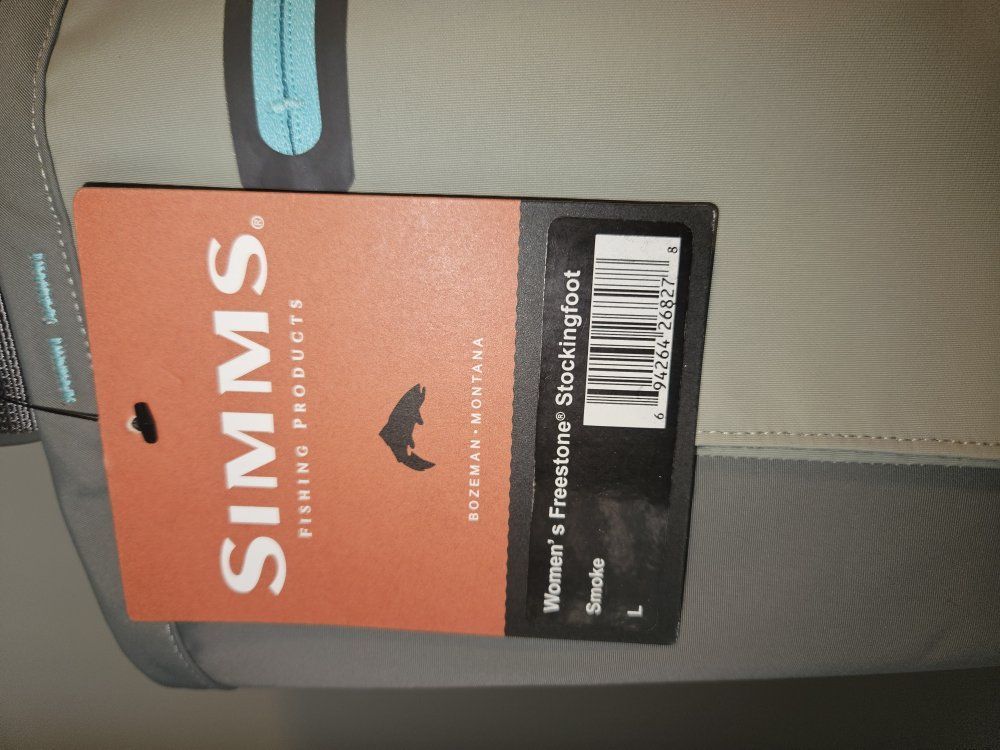 SIMMS®
FISHING PRODUCTS
BOZEMAN • MONTANA
Women's Freestone® Stockingfoot
Smoke
L
6 94264 26827 8